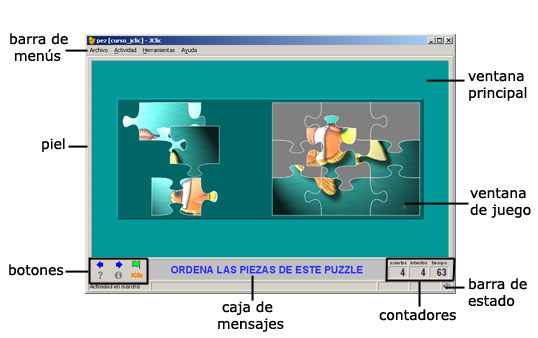 barra de
menús
pez [curso_jclic] - JClic
Archivo Actividad Herramientas Ayuda
ventana
principal
piel
ventana
de juego
botones
JClic
ORDENA LAS PIEZAS DE ESTE PUZZLE
aciertos intentos tiempo
4 4 63
Actividad en marcha
barra de
estado
caja de
mensajes
contadores